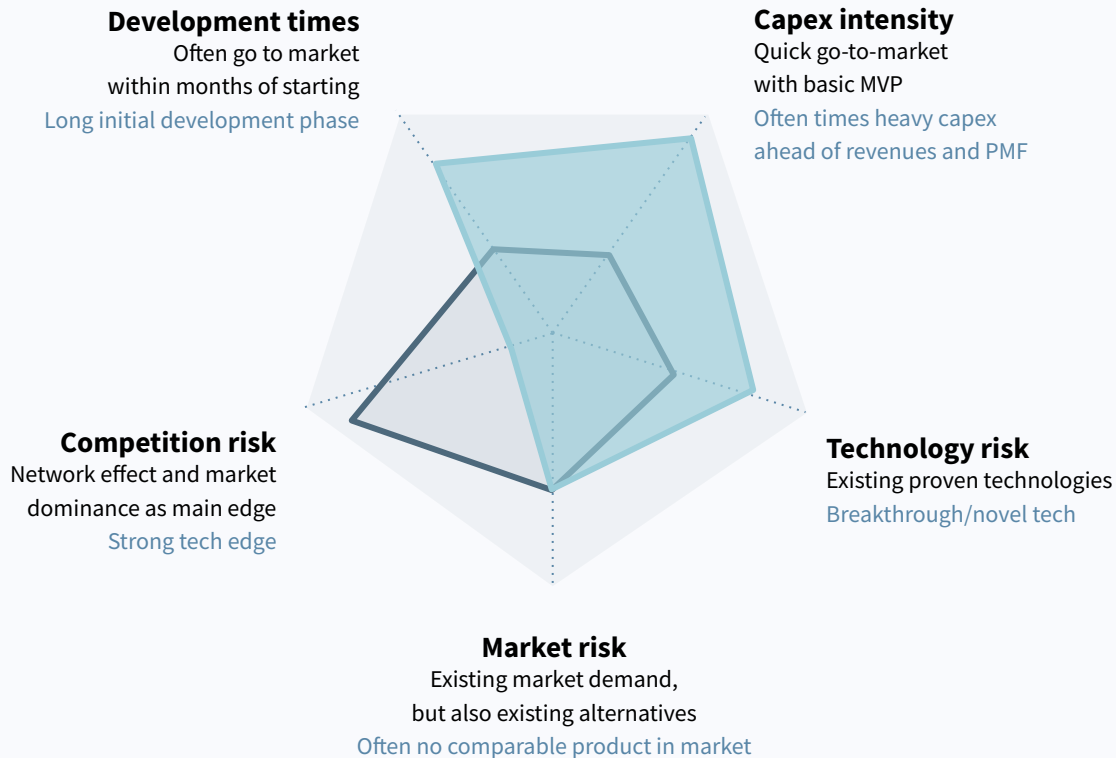 Development times
Often go to market
within months of starting
Long initial development phase
Capex intensity
Quick go-to-market
with basic MVP
Often times heavy capex
ahead of revenues and PMF
Competition risk
Network effect and market
dominance as main edge
Strong tech edge
Technology risk
Existing proven technologies
Breakthrough/novel tech
Market risk
Existing market demand,
but also existing alternatives
Often no comparable product in market